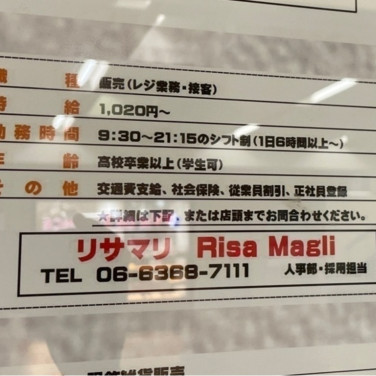 職種 販売（レジ業務・接客）
時給 1,020円～
勤務時間 9:30～21:15のシフト制（1日6時間以上～）
年齢 高校卒業以上（学生可）
その他 交通費支給、社会保険、従業員割引、正社員登録
★詳細は下記、または店頭までお問合わせください。
リサマリ Risa Magli
TEL 06-6368-7111 人事部・採用担当